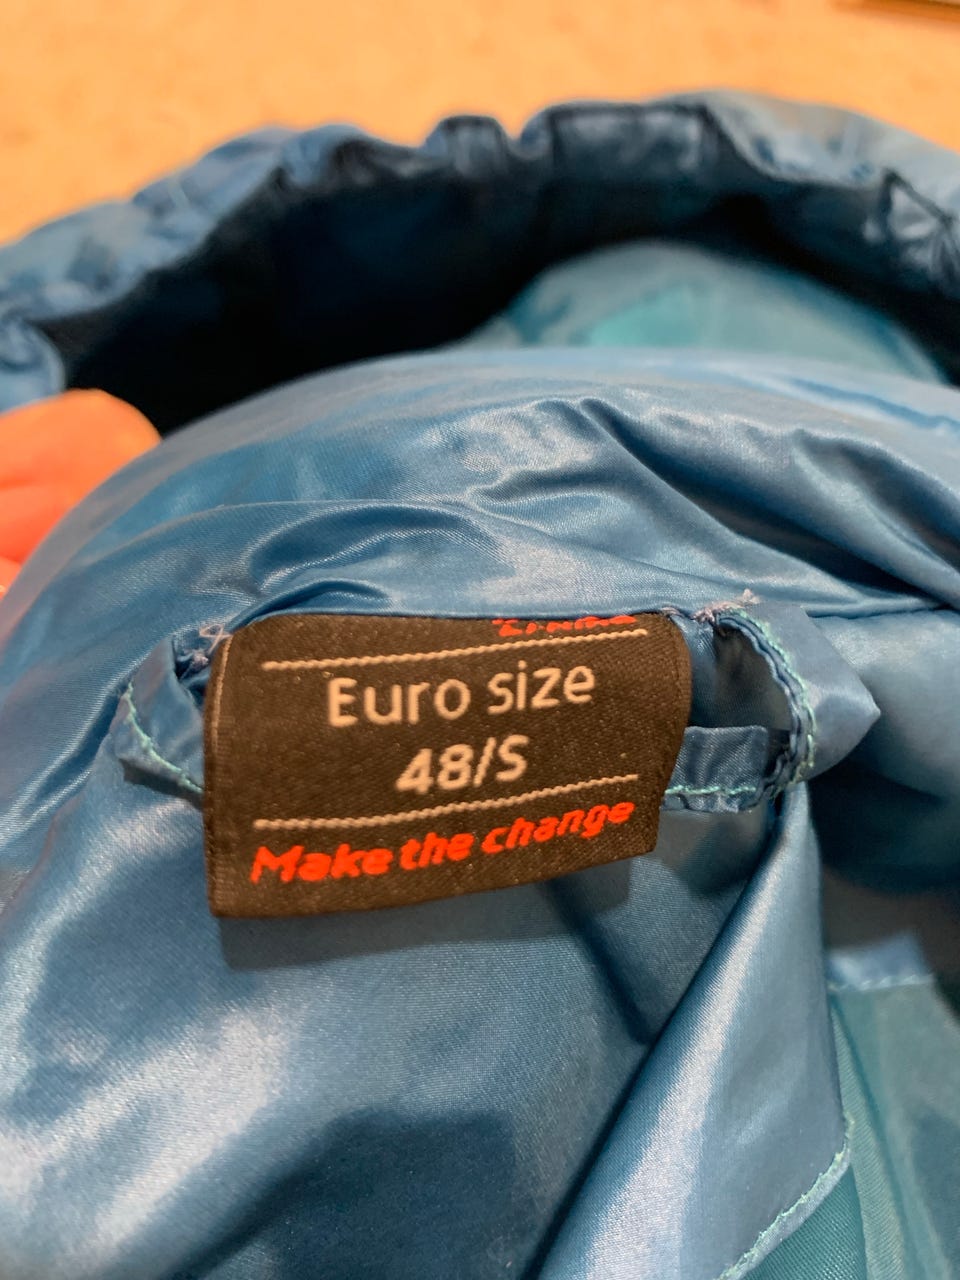 Euro size
48/S
Make the change